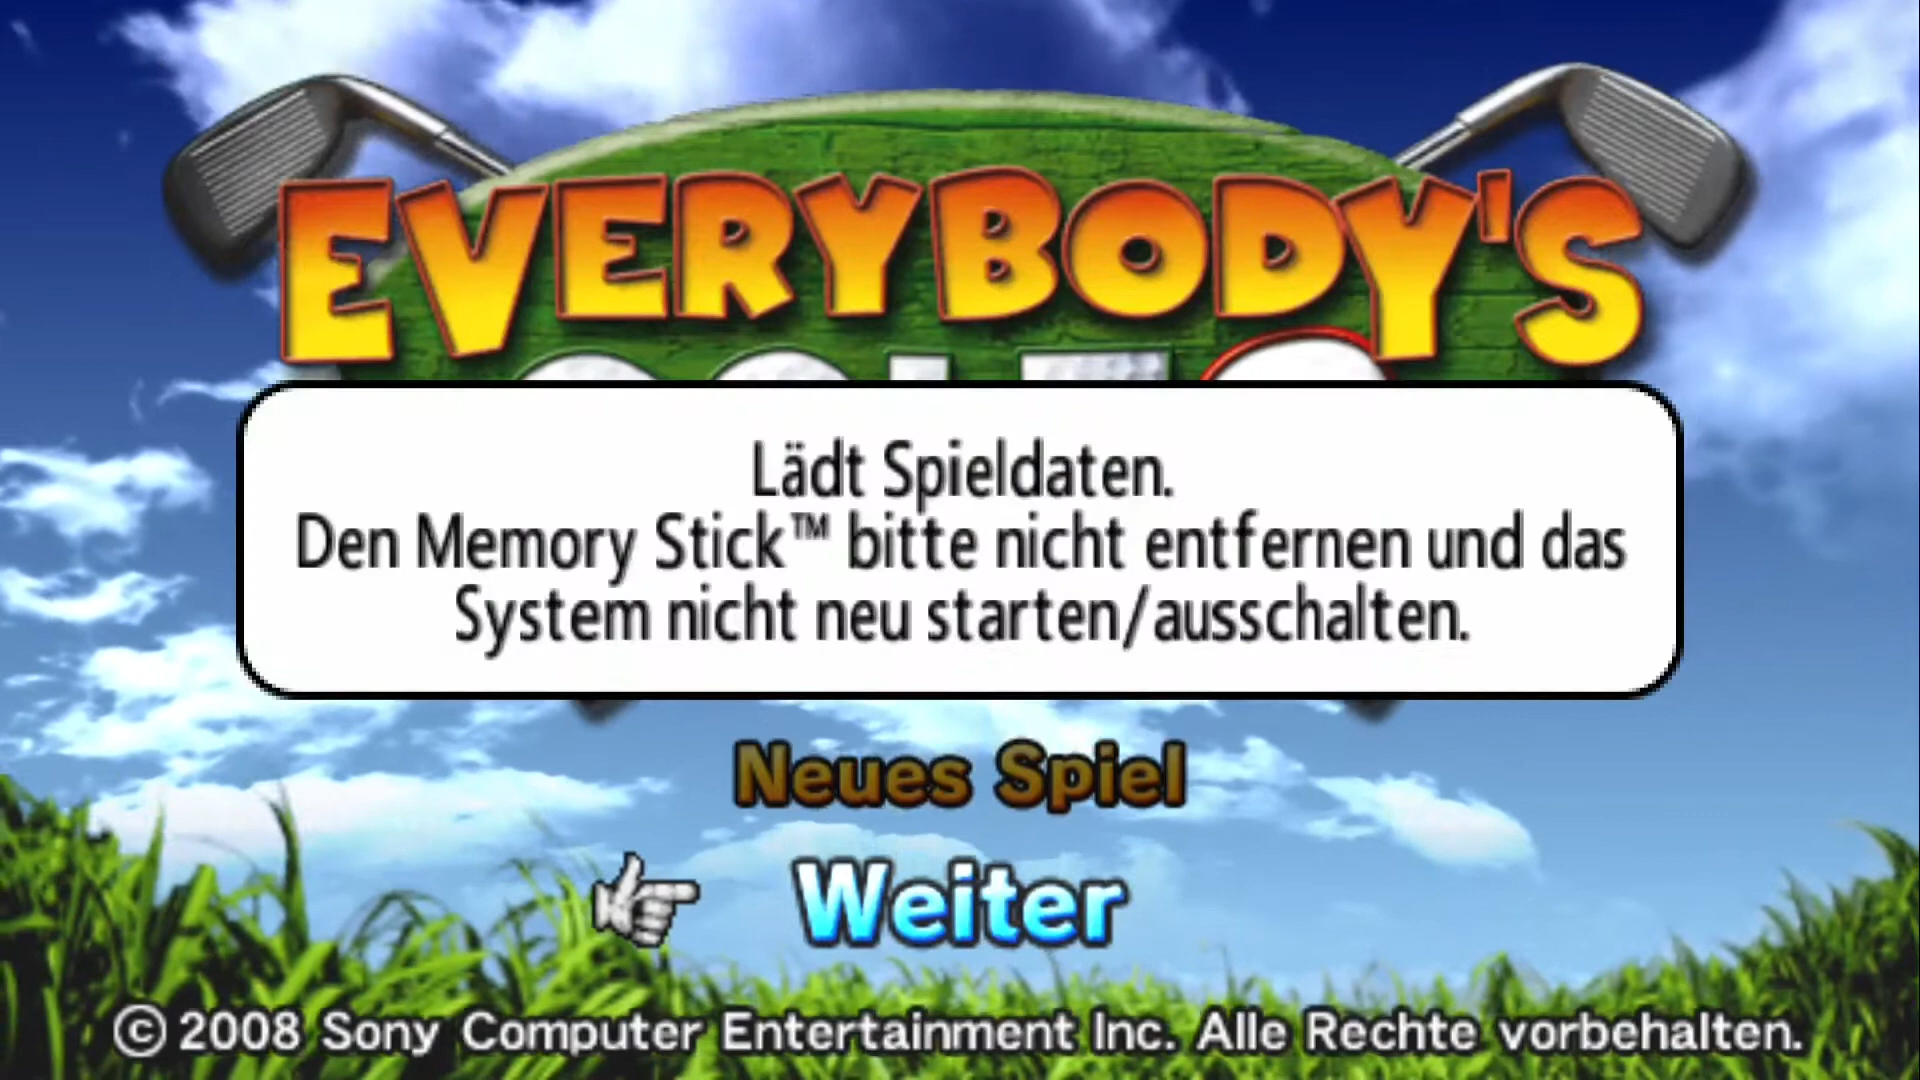 EVERYBODY'S
Lädt Spieldaten.
Den Memory Stick™ bitte nicht entfernen und das
System nicht neu starten/ausschalten.
Neues Spiel
Weiter
© 2008 Sony Computer Entertainment Inc. Alle Rechte vorbehalten.